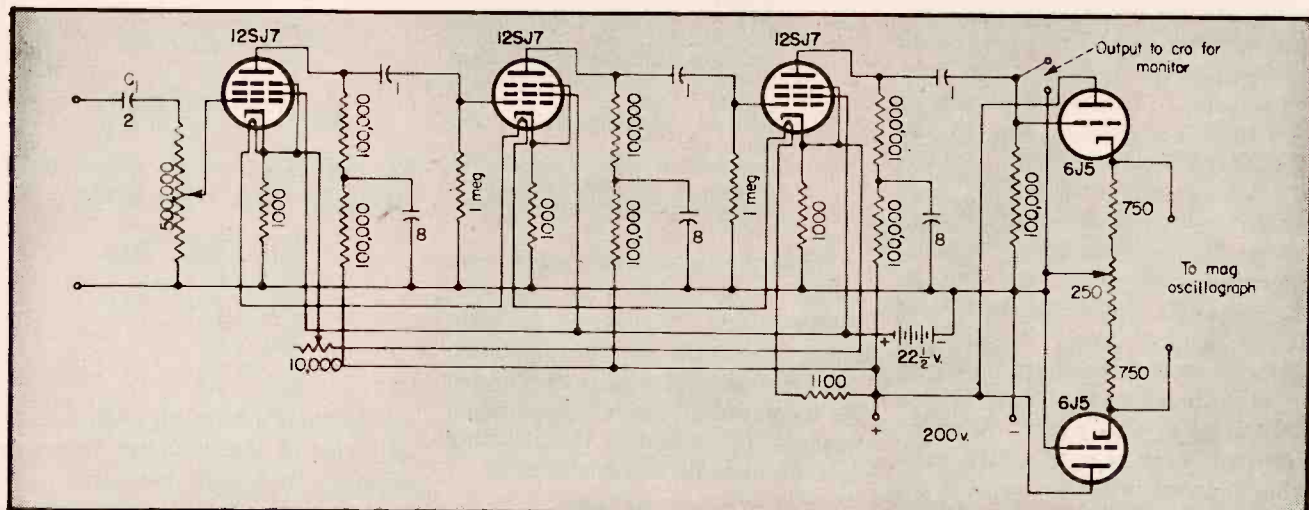 12SJ7
12SJ7
12SJ7
Output to cro for
monitor
C1
2
500,000
1000
100,000
100,000
1
8
1 meg
1000
100,000
100,000
1
8
1 meg
1000
100,000
100,000
1
8
100,000
6J5
750
250
750
To mag
oscillograph
6J5
10,000
+ 22½ v. –
1100
+ 200 v. –